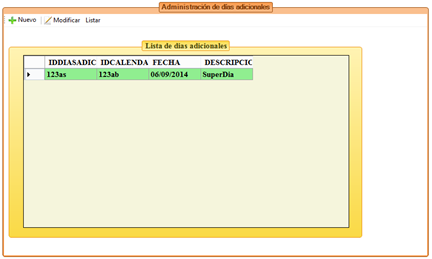 Administración de días adicionales
Nuevo Modificar Listar
Lista de días adicionales
IDDIASADIC IDCALENDA FECHA DESCRIPCIO
123as 123ab 06/09/2014 SuperDia